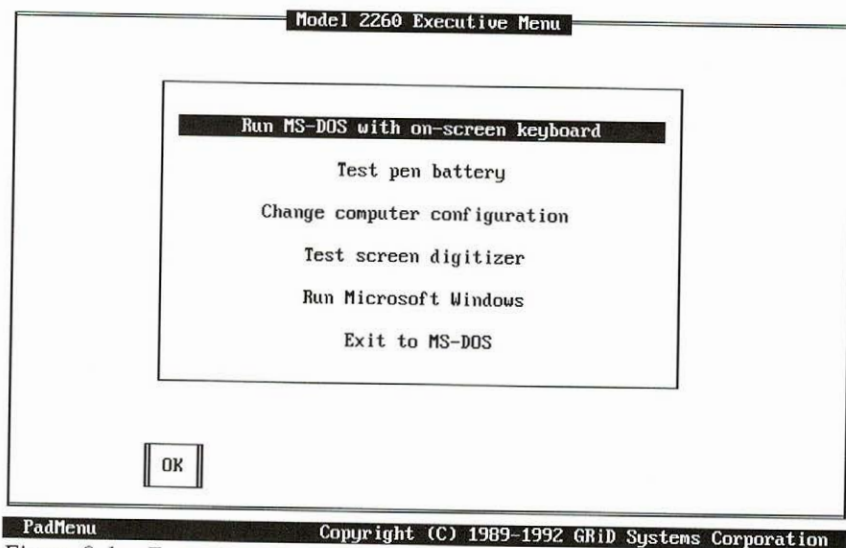 Model 2260 Executive Menu
Run MS-DOS with on-screen keyboard
Test pen battery
Change computer configuration
Test screen digitizer
Run Microsoft Windows
Exit to MS-DOS
OK
PadMenu Copyright (C) 1989-1992 GRiD Systems Corporation